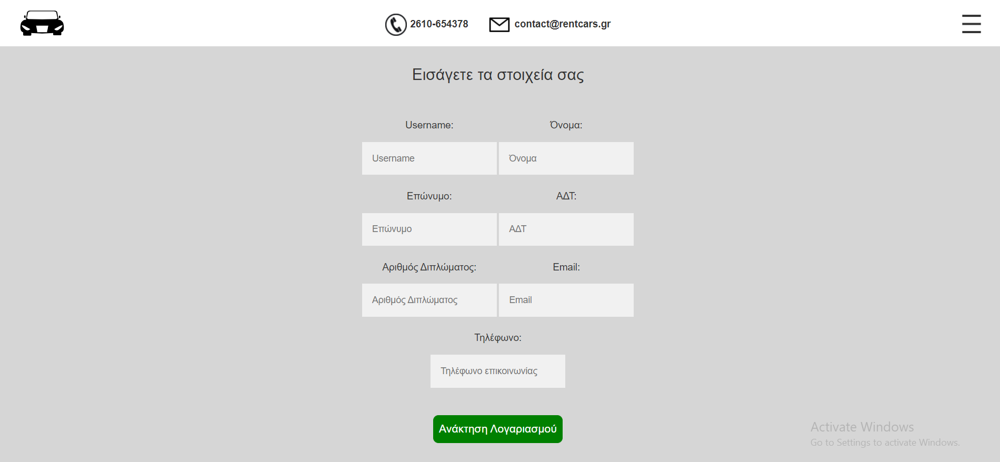 2610-654378 contact@rentcars.gr
Εισάγετε τα στοιχεία σας
Username: Όνομα:
Username Όνομα
Επώνυμο: ΑΔΤ:
Επώνυμο ΑΔΤ
Αριθμός Διπλώματος: Email:
Αριθμός Διπλώματος Email
Τηλέφωνο:
Τηλέφωνο επικοινωνίας
Ανάκτηση Λογαριασμού
Activate Windows
Go to Settings to activate Windows.